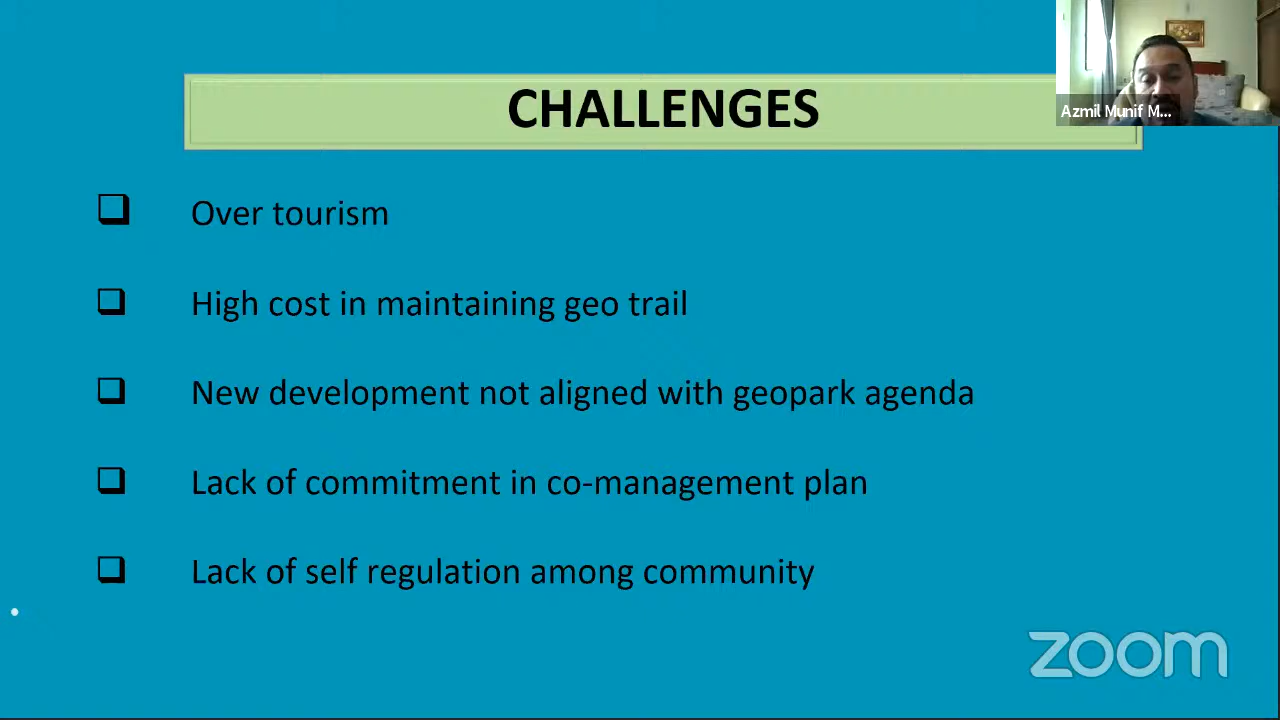 CHALLENGES
Azmil Munif M...
Over tourism
High cost in maintaining geo trail
New development not aligned with geopark agenda
Lack of commitment in co-management plan
Lack of self regulation among community
zoom